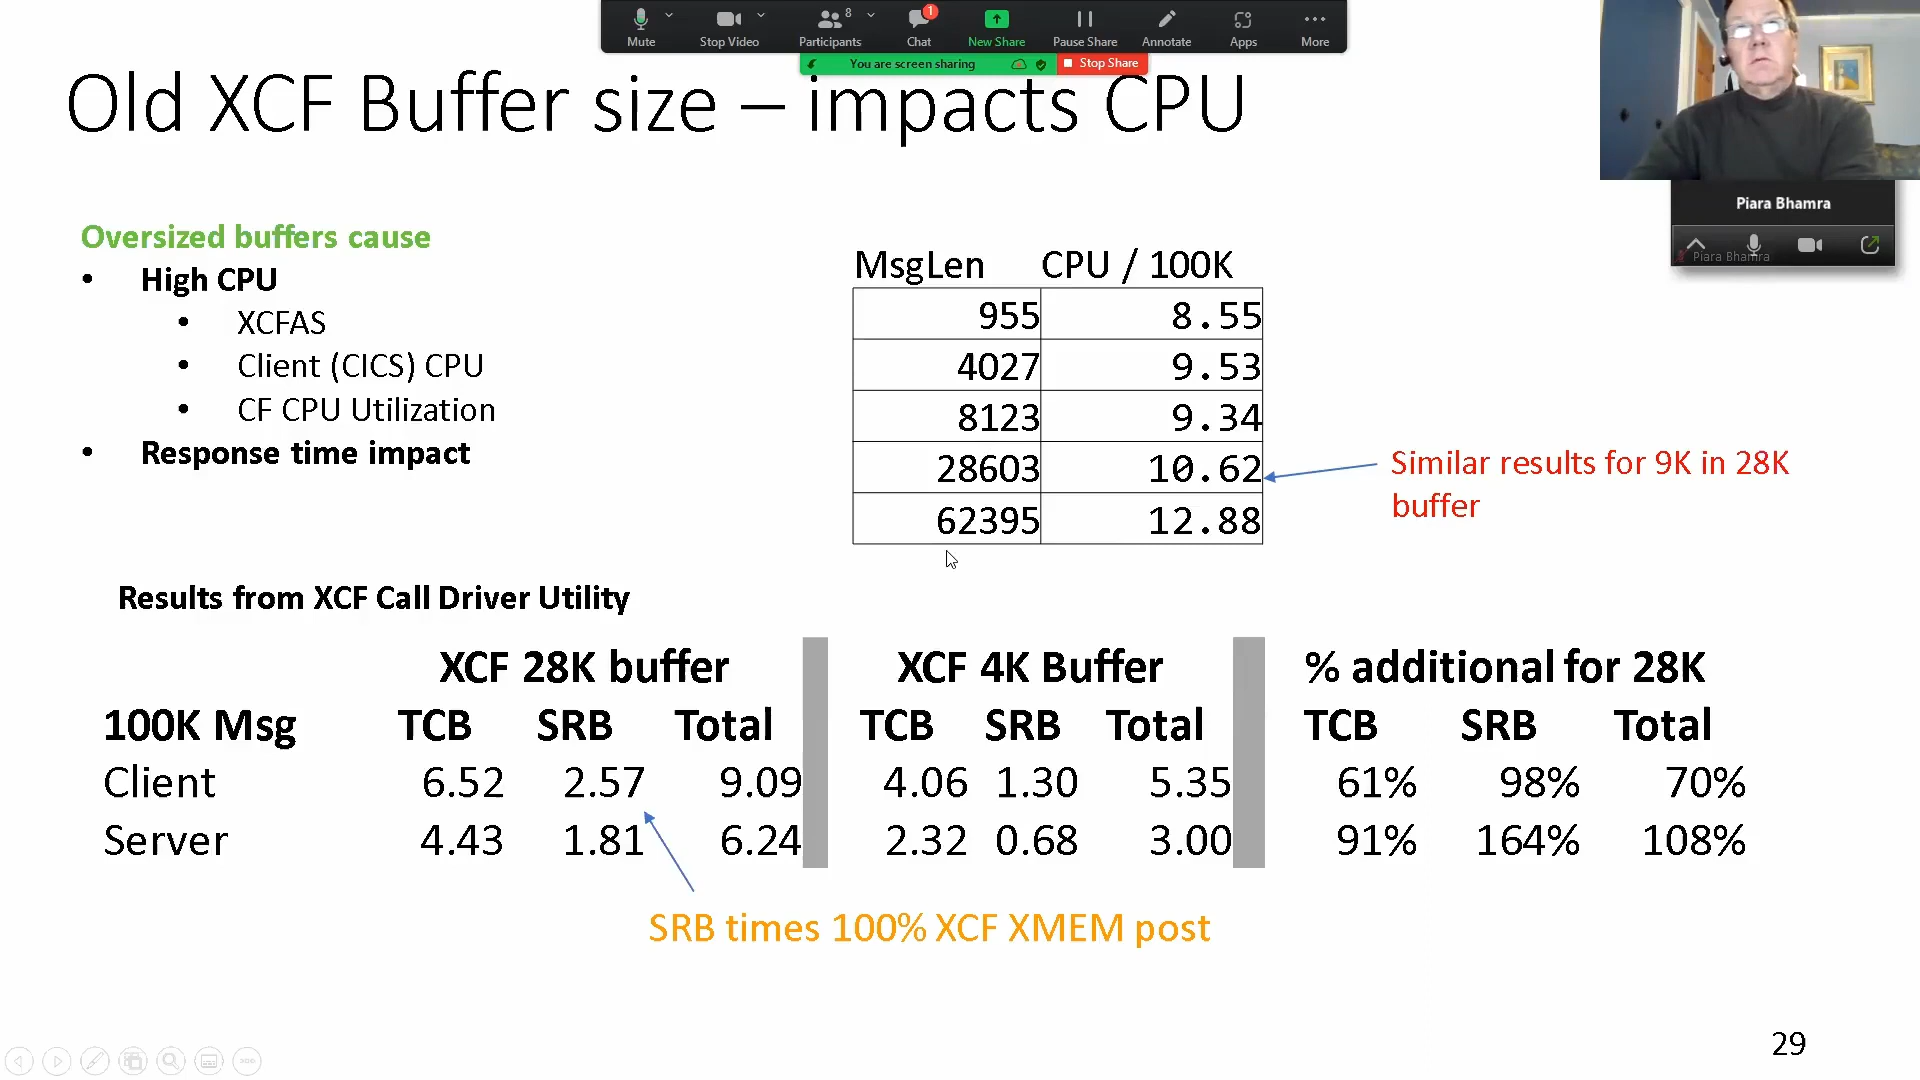 Mute
Stop Video
Participants
8
Chat
1
New Share
Pause Share
Annotate
Apps
More
You are screen sharing
Stop Share
Old XCF Buffer size – impacts CPU
Piara Bhamra
Piara Bhamra
Oversized buffers cause
• High CPU
• XCFAS
• Client (CICS) CPU
• CF CPU Utilization
• Response time impact
MsgLen CPU / 100K
955 8.55
4027 9.53
8123 9.34
28603 10.62
62395 12.88
Similar results for 9K in 28K
buffer
Results from XCF Call Driver Utility
XCF 28K buffer XCF 4K Buffer % additional for 28K
100K Msg TCB SRB Total TCB SRB Total TCB SRB Total
Client 6.52 2.57 9.09 4.06 1.30 5.35 61% 98% 70%
Server 4.43 1.81 6.24 2.32 0.68 3.00 91% 164% 108%
SRB times 100% XCF XMEM post
29